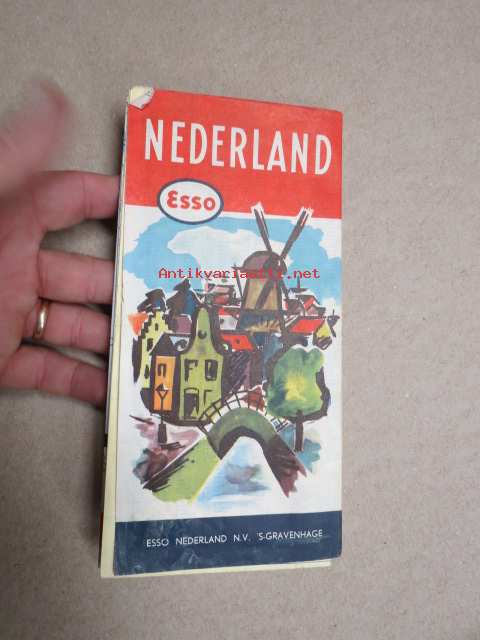 NEDERLAND
Esso
Antikvariaatti.net
ESSO NEDERLAND N.V. 'S-GRAVENHAGE